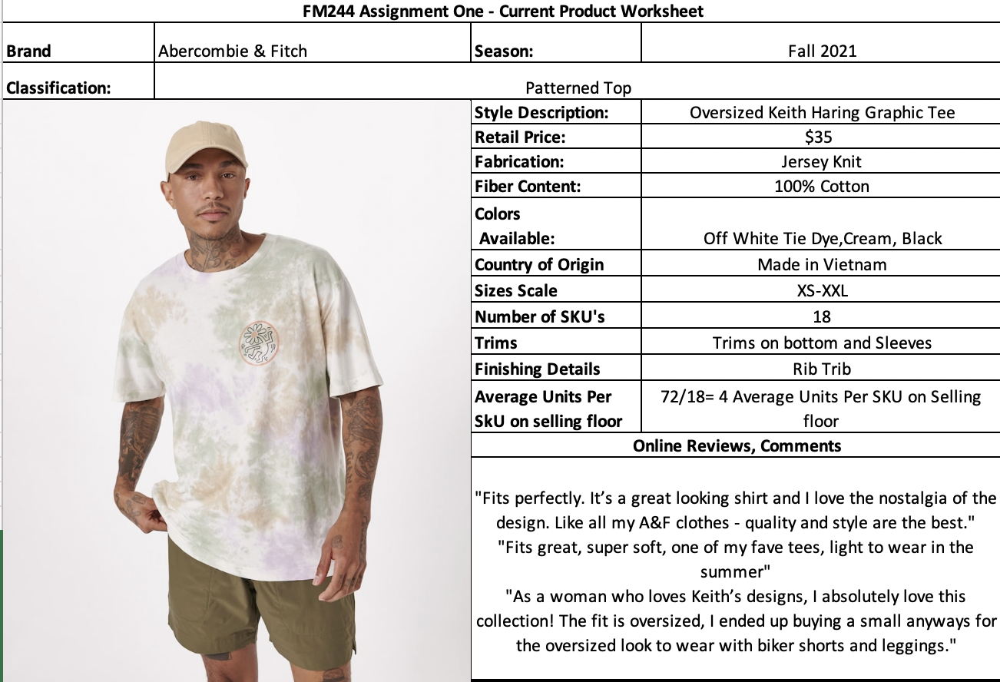 FM244 Assignment One - Current Product Worksheet
Brand Abercombie & Fitch Season: Fall 2021
Classification: Patterned Top
Style Description: Oversized Keith Haring Graphic Tee
Retail Price: $35
Fabrication: Jersey Knit
Fiber Content: 100% Cotton
Colors
Available: Off White Tie Dye,Cream, Black
Country of Origin Made in Vietnam
Sizes Scale XS-XXL
Number of SKU's 18
Trims Trims on bottom and Sleeves
Finishing Details Rib Trib
Average Units Per 72/18= 4 Average Units Per SKU on Selling
SkU on selling floor floor
Online Reviews, Comments
"Fits perfectly. It’s a great looking shirt and I love the nostalgia of the
design. Like all my A&F clothes - quality and style are the best."
"Fits great, super soft, one of my fave tees, light to wear in the
summer"
"As a woman who loves Keith’s designs, I absolutely love this
collection! The fit is oversized, I ended up buying a small anyways for
the oversized look to wear with biker shorts and leggings."